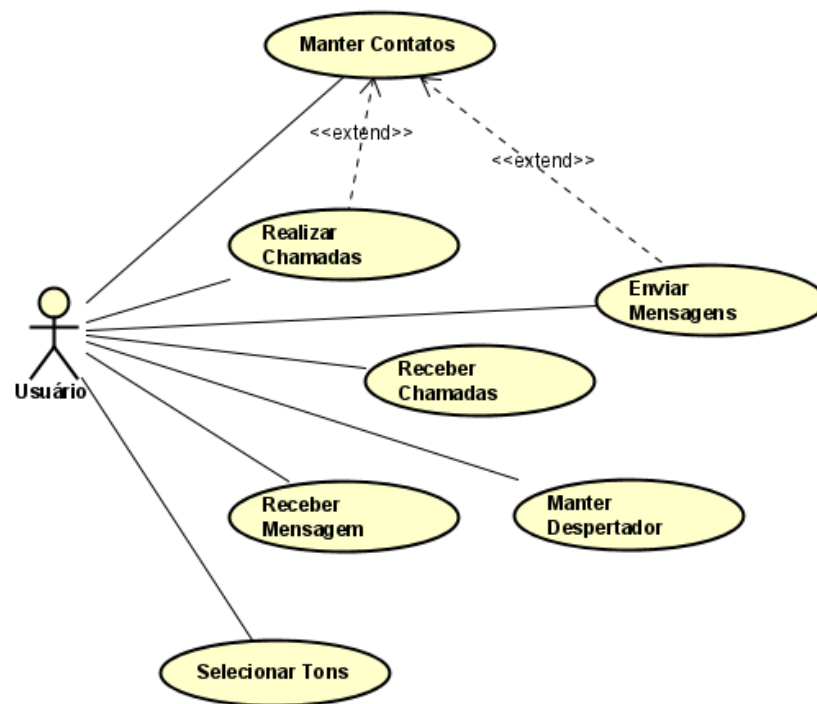 Manter Contatos
<<extend>>
<<extend>>
Realizar
Chamadas
Enviar
Mensagens
Usuário
Receber
Chamadas
Receber
Mensagem
Manter
Despertador
Selecionar Tons